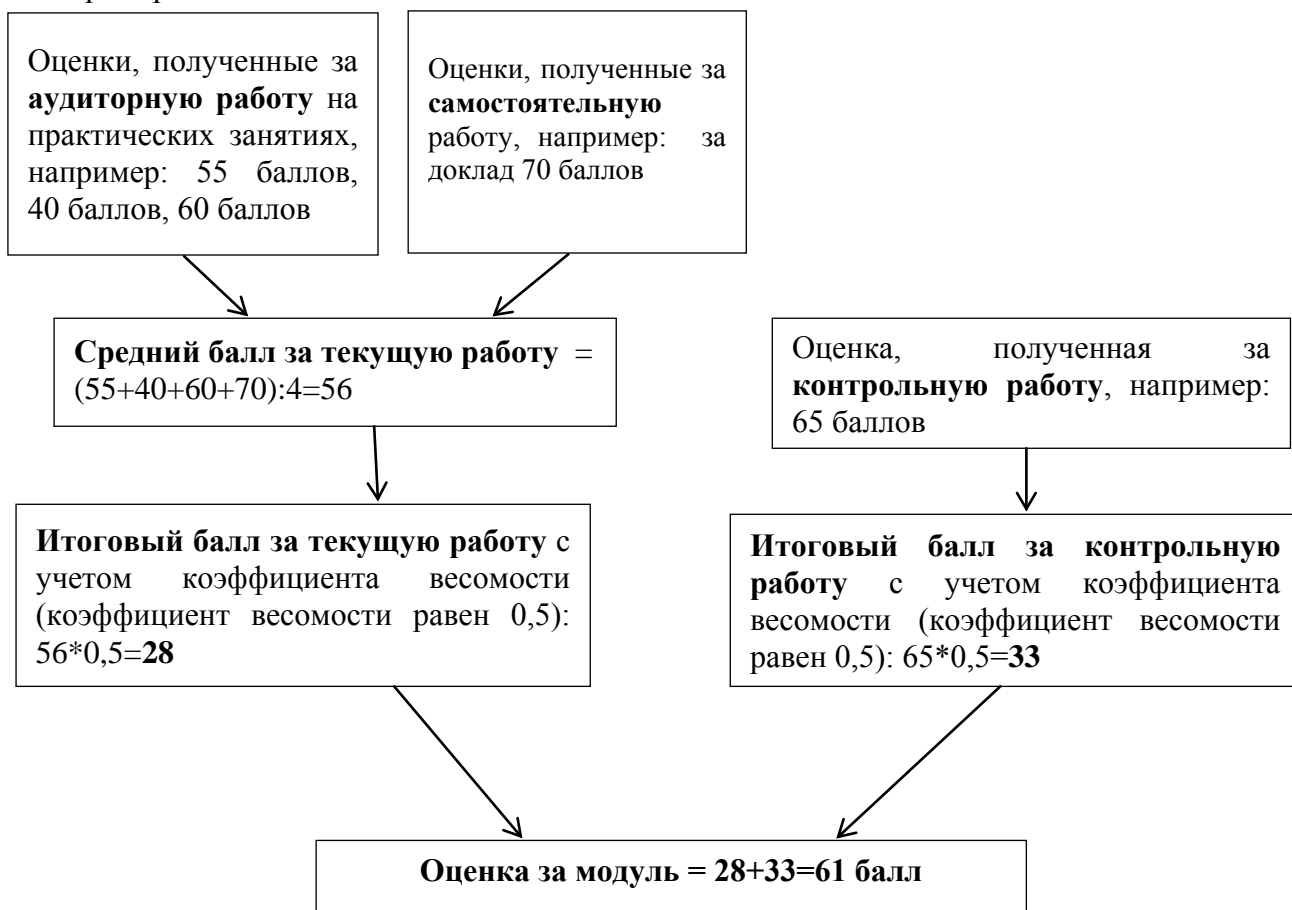 Оценки, полученные за
аудиторную работу на
практических занятиях,
например: 55 баллов,
40 баллов, 60 баллов
Оценки, полученные за
самостоятельную
работу, например: за
доклад 70 баллов
Средний балл за текущую работу =
(55+40+60+70):4=56
Оценка, полученная за
контрольную работу, например:
65 баллов
Итоговый балл за текущую работу с
учетом коэффициента весомости
(коэффициент весомости равен 0,5):
56*0,5=28
Итоговый балл за контрольную
работу с учетом коэффициента
весомости (коэффициент весомости
равен 0,5): 65*0,5=33
Оценка за модуль = 28+33=61 балл